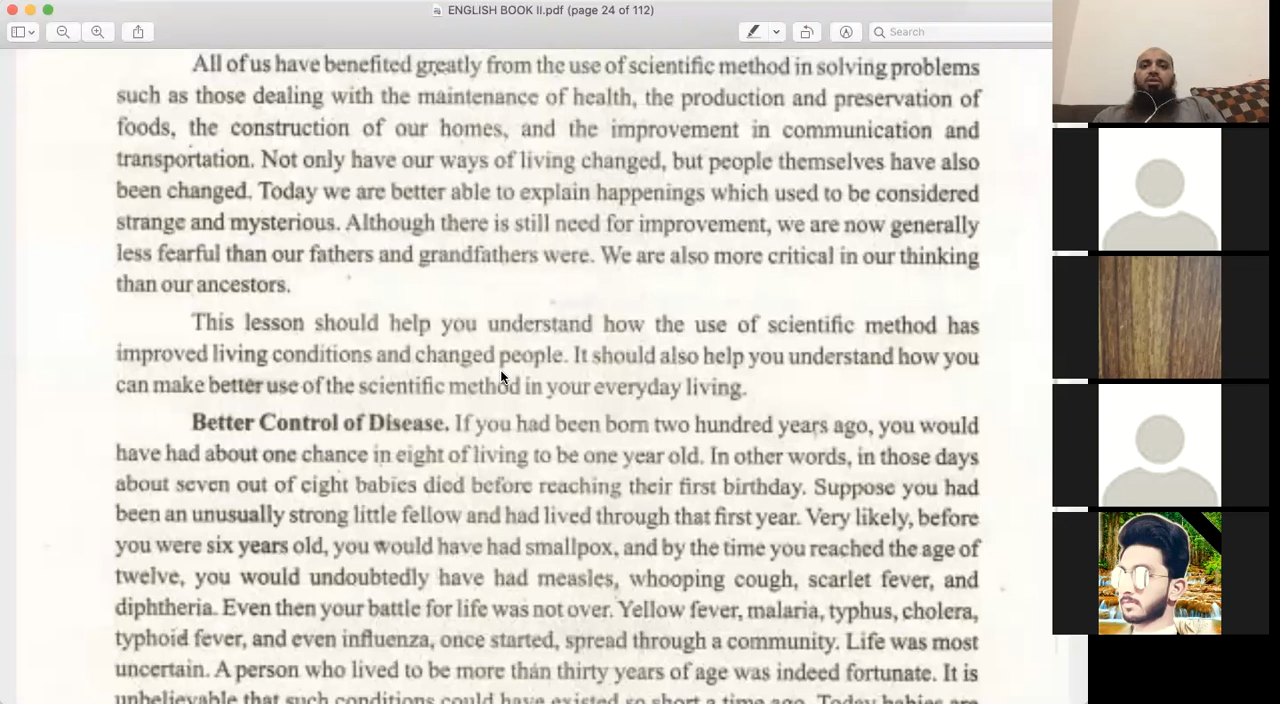 ENGLISH BOOK II.pdf (page 24 of 112)
Search
All of us have benefited greatly from the use of scientific method in solving problems
such as those dealing with the maintenance of health, the production and preservation of
foods, the construction of our homes, and the improvement in communication and
transportation. Not only have our ways of living changed, but people themselves have also
been changed. Today we are better able to explain happenings which used to be considered
strange and mysterious. Although there is still need for improvement, we are now generally
less fearful than our fathers and grandfathers were. We are also more critical in our thinking
than our ancestors.
This lesson should help you understand how the use of scientific method has
improved living conditions and changed people. It should also help you understand how you
can make better use of the scientific method in your everyday living.
Better Control of Disease. If you had been born two hundred years ago, you would
have had about one chance in eight of living to be one year old. In other words, in those days
about seven out of eight babies died before reaching their first birthday. Suppose you had
been an unusually strong little fellow and had lived through that first year. Very likely, before
you were six years old, you would have had smallpox, and by the time you reached the age of
twelve, you would undoubtedly have had measles, whooping cough, scarlet fever, and
diphtheria. Even then your battle for life was not over. Yellow fever, malaria, typhus, cholera,
typhoid fever, and even influenza, once started, spread through a community. Life was most
uncertain. A person who lived to be more than thirty years of age was indeed fortunate. It is
unbelievable that such conditions could have existed so short a time ago. Today babies are